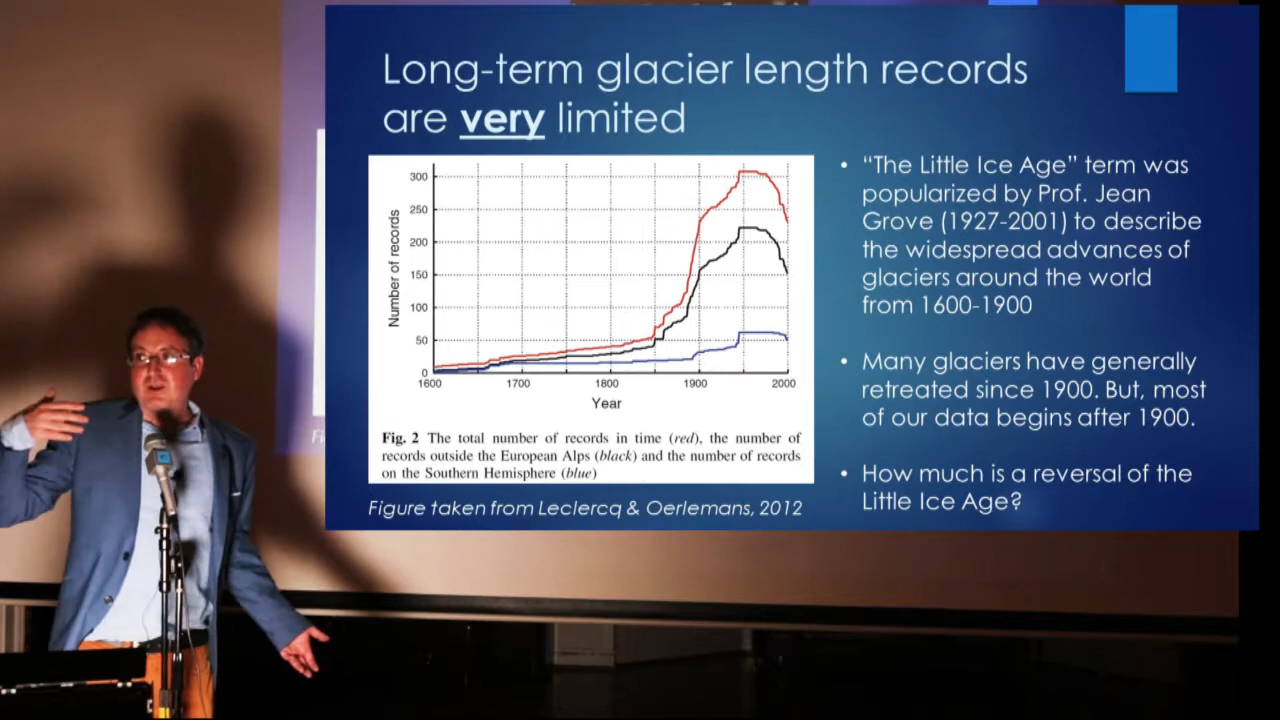 Long-term glacier length records
are very limited
300
250
200
150
100
50
0
Number of records
1600
1700
1800
1900
2000
Year
Fig. 2 The total number of records in time (red), the number of
records outside the European Alps (black) and the number of records
on the Southern Hemisphere (blue)
Figure taken from Leclercq & Oerlemans, 2012
• “The Little Ice Age” term was
popularized by Prof. Jean
Grove (1927-2001) to describe
the widespread advances of
glaciers around the world
from 1600-1900
• Many glaciers have generally
retreated since 1900. But, most
of our data begins after 1900.
• How much is a reversal of the
Little Ice Age?